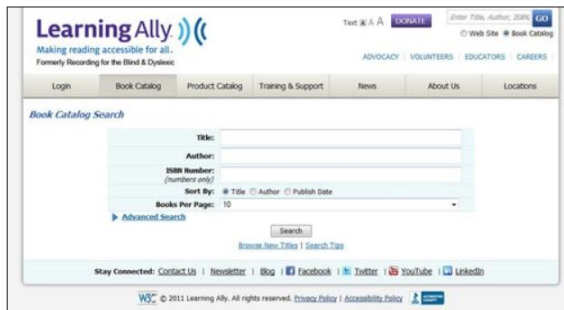 Learning Ally
Making reading accessible for all.
Formerly Recording for the Blind & Dyslexic
Text A A A DONATE Enter Title, Author, ISBN, GO
Web Site Book Catalog
ADVOCACY | VOLUNTEERS | EDUCATORS | CAREERS
Login Book Catalog Product Catalog Training & Support News About Us Locations
Book Catalog Search
Title:
Author:
ISBN Number:
(numbers only)
Sort By: Title Author Publish Date
Books Per Page: 10
Advanced Search
Search
Browse New Titles | Search Tips
Stay Connected: Contact Us | Newsletter | Blog | Facebook | Twitter | YouTube | LinkedIn
W3C © 2011 Learning Ally. All rights reserved. Privacy Policy | Accessibility Policy